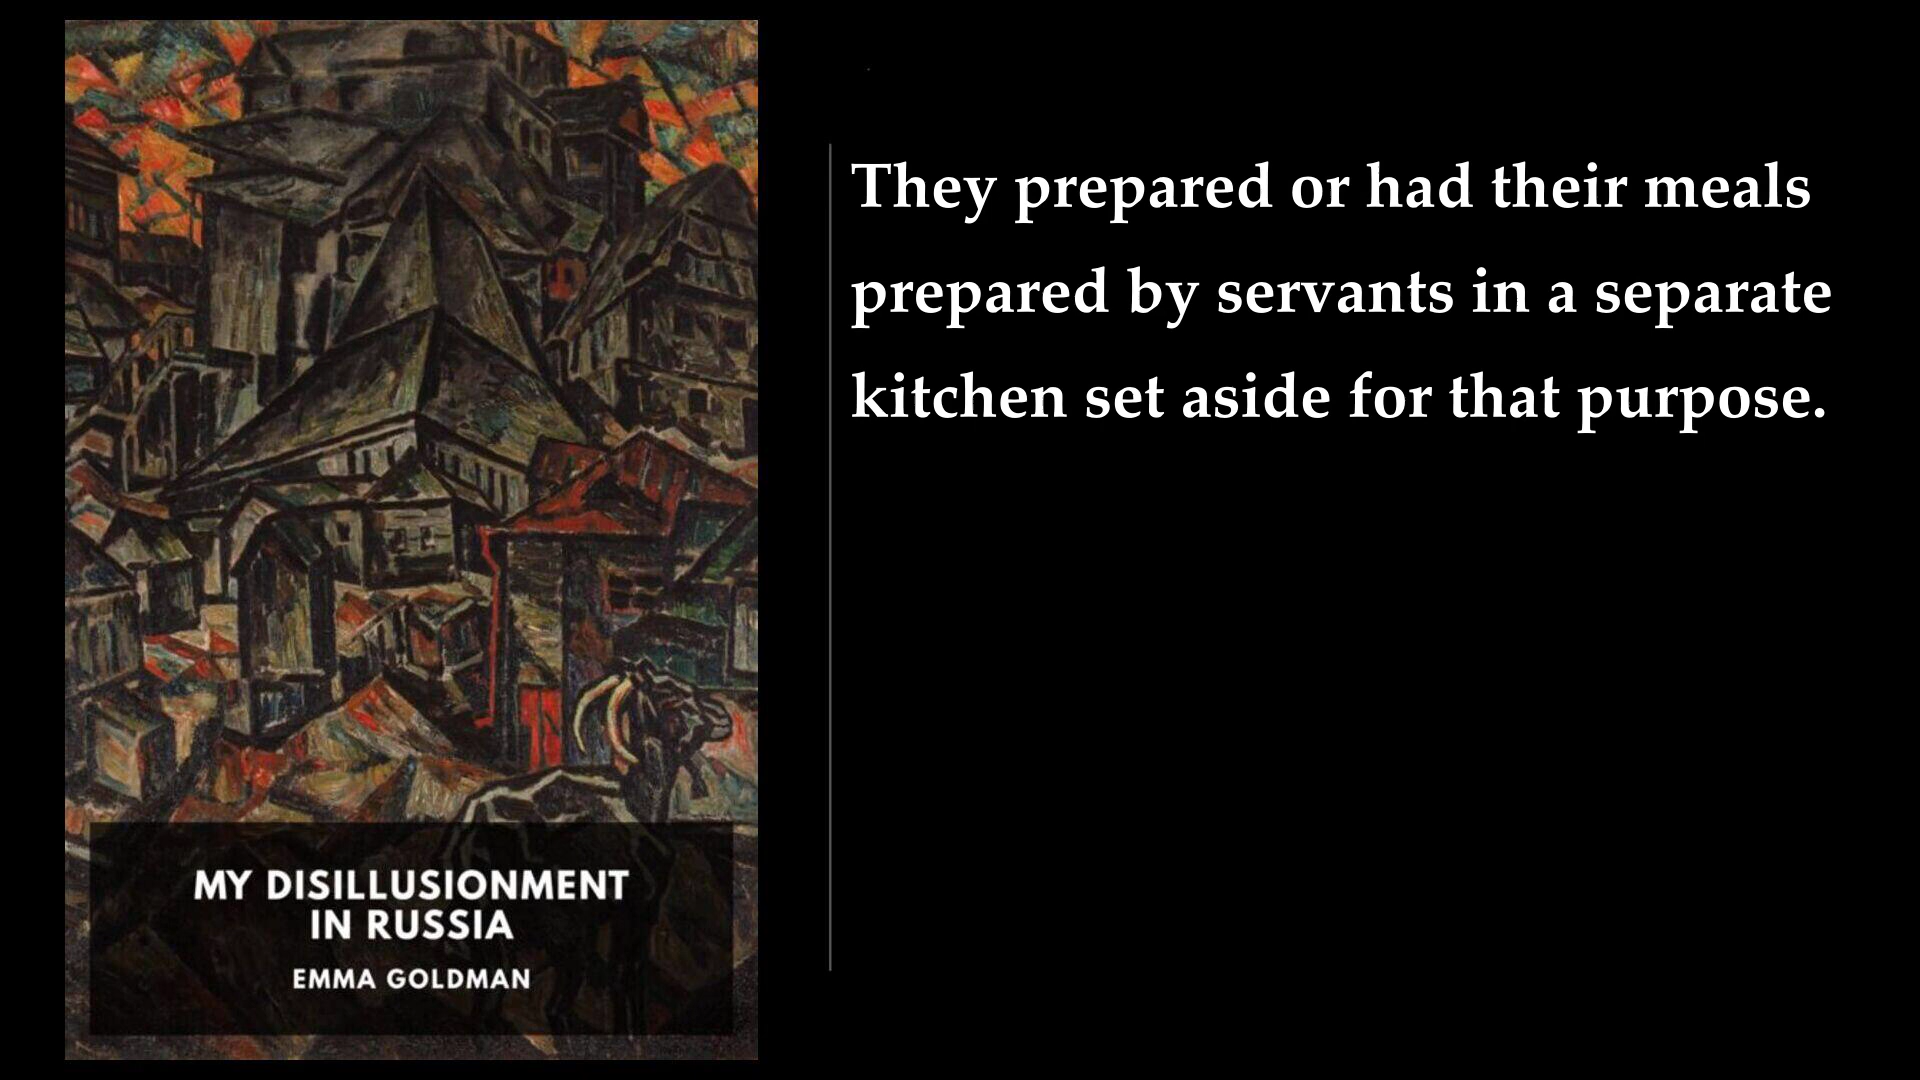 They prepared or had their meals
prepared by servants in a separate
kitchen set aside for that purpose.
MY DISILLUSIONMENT
IN RUSSIA
EMMA GOLDMAN